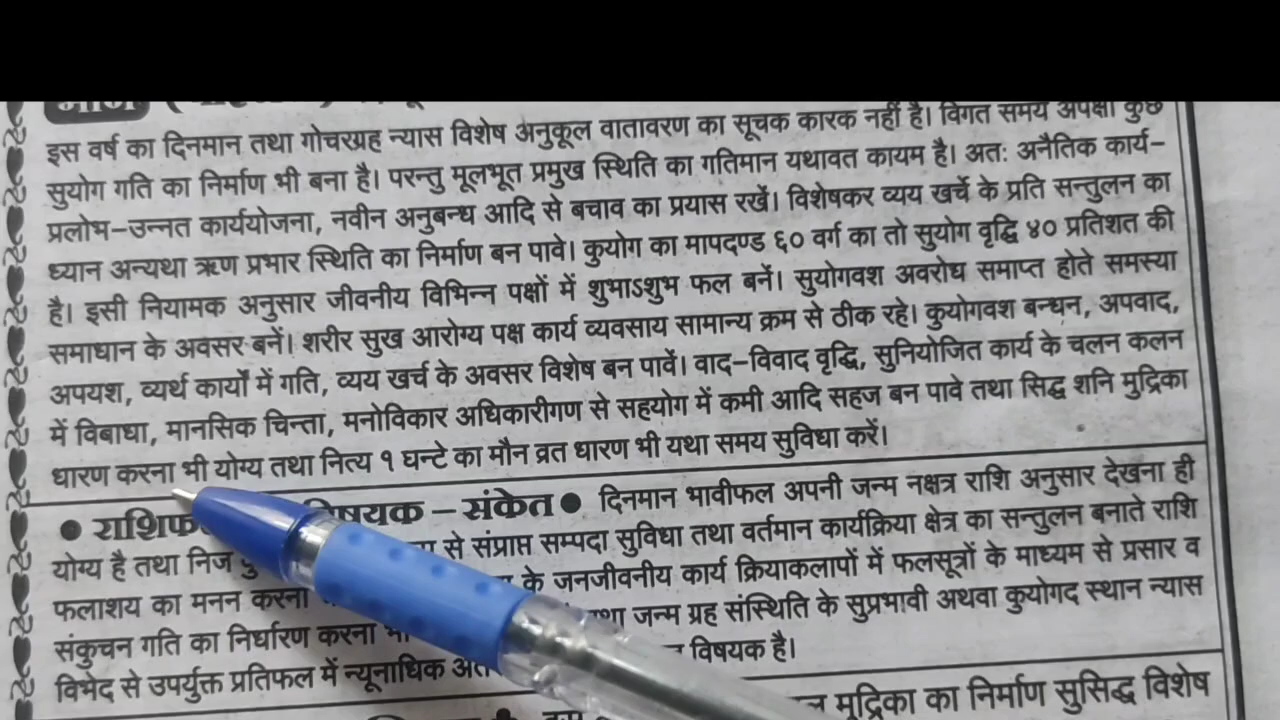 इस वर्ष का दिनमान तथा गोचरग्रह न्यास विशेष अनुकूल वातावरण का सूचक कारक नहीं है। विगत समय अपेक्षा कुछ
सुयोग गति का निर्माण भी बना है। परन्तु मूलभूत प्रमुख स्थिति का गतिमान यथावत कायम है। अतः अनैतिक कार्य-
प्रलोभ-उन्नत कार्ययोजना, नवीन अनुबन्ध आदि से बचाव का प्रयास रखें। विशेषकर व्यय खर्चे के प्रति सन्तुलन का
ध्यान अन्यथा ऋण प्रभार स्थिति का निर्माण बन पावे। कुयोग का मापदण्ड ६० वर्ग का तो सुयोग वृद्धि ४० प्रतिशत की
है। इसी नियामक अनुसार जीवनीय विभिन्न पक्षों में शुभाऽशुभ फल बनें। सुयोगवश अवरोध समाप्त होते समस्या
समाधान के अवसर बनें। शरीर सुख आरोग्य पक्ष कार्य व्यवसाय सामान्य क्रम से ठीक रहे। कुयोगवश बन्धन, अपवाद,
अपयश, व्यर्थ कार्यों में गति, व्यय खर्च के अवसर विशेष बन पावें। वाद-विवाद वृद्धि, सुनियोजित कार्य के चलन कलन
में विबाधा, मानसिक चिन्ता, मनोविकार अधिकारीगण से सहयोग में कमी आदि सहज बन पावे तथा सिद्ध शनि मुद्रिका
धारण करना भी योग्य तथा नित्य १ घन्टे का मौन व्रत धारण भी यथा समय सुविधा करें।
● विषयक – संकेत ● दिनमान भावीफल अपनी जन्म नक्षत्र राशि अनुसार देखना ही
योग्य है तथा निज से संप्राप्त सम्पदा सुविधा तथा वर्तमान कार्यक्रिया क्षेत्र का सन्तुलन बनाते राशि
फलाशय का मनन करना के जनजीवनीय कार्य क्रियाकलापों में फलसूत्रों के माध्यम से प्रसार व
संकुचन गति का निर्धारण करना जन्म ग्रह संस्थिति के सुप्रभावी अथवा कुयोगद स्थान न्यास
विभेद से उपर्युक्त प्रतिफल में न्यूनाधिक विषयक है।
मुद्रिका का निर्माण सुसिद्ध विशेष